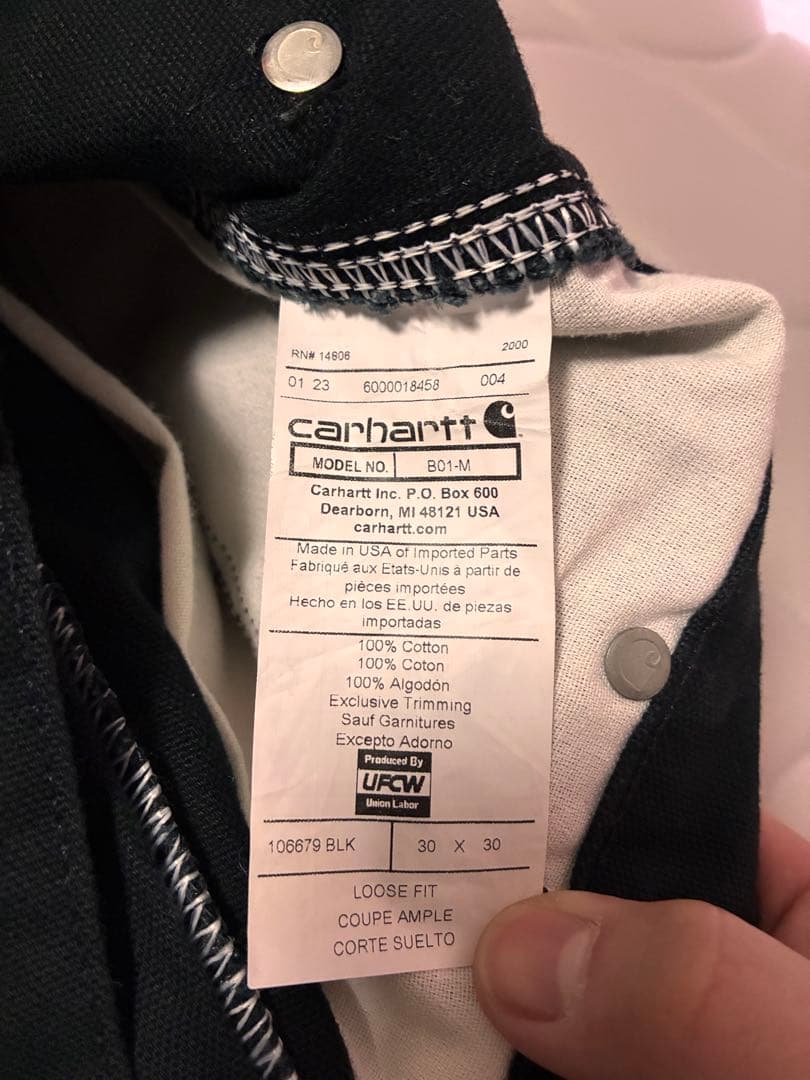 RN# 14806
2000
01 23 6000018458 004
carhartt
MODEL NO. B01-M
Carhartt Inc. P.O. Box 600
Dearborn, MI 48121 USA
carhartt.com
Made in USA of Imported Parts
Fabriqué aux Etats-Unis à partir de
pièces importées
Hecho en los EE.UU. de piezas
importadas
100% Cotton
100% Coton
100% Algodón
Exclusive Trimming
Sauf Garnitures
Excepto Adorno
Produced By
UFCW
Union Labor
106679 BLK 30 X 30
LOOSE FIT
COUPE AMPLE
CORTE SUELTO